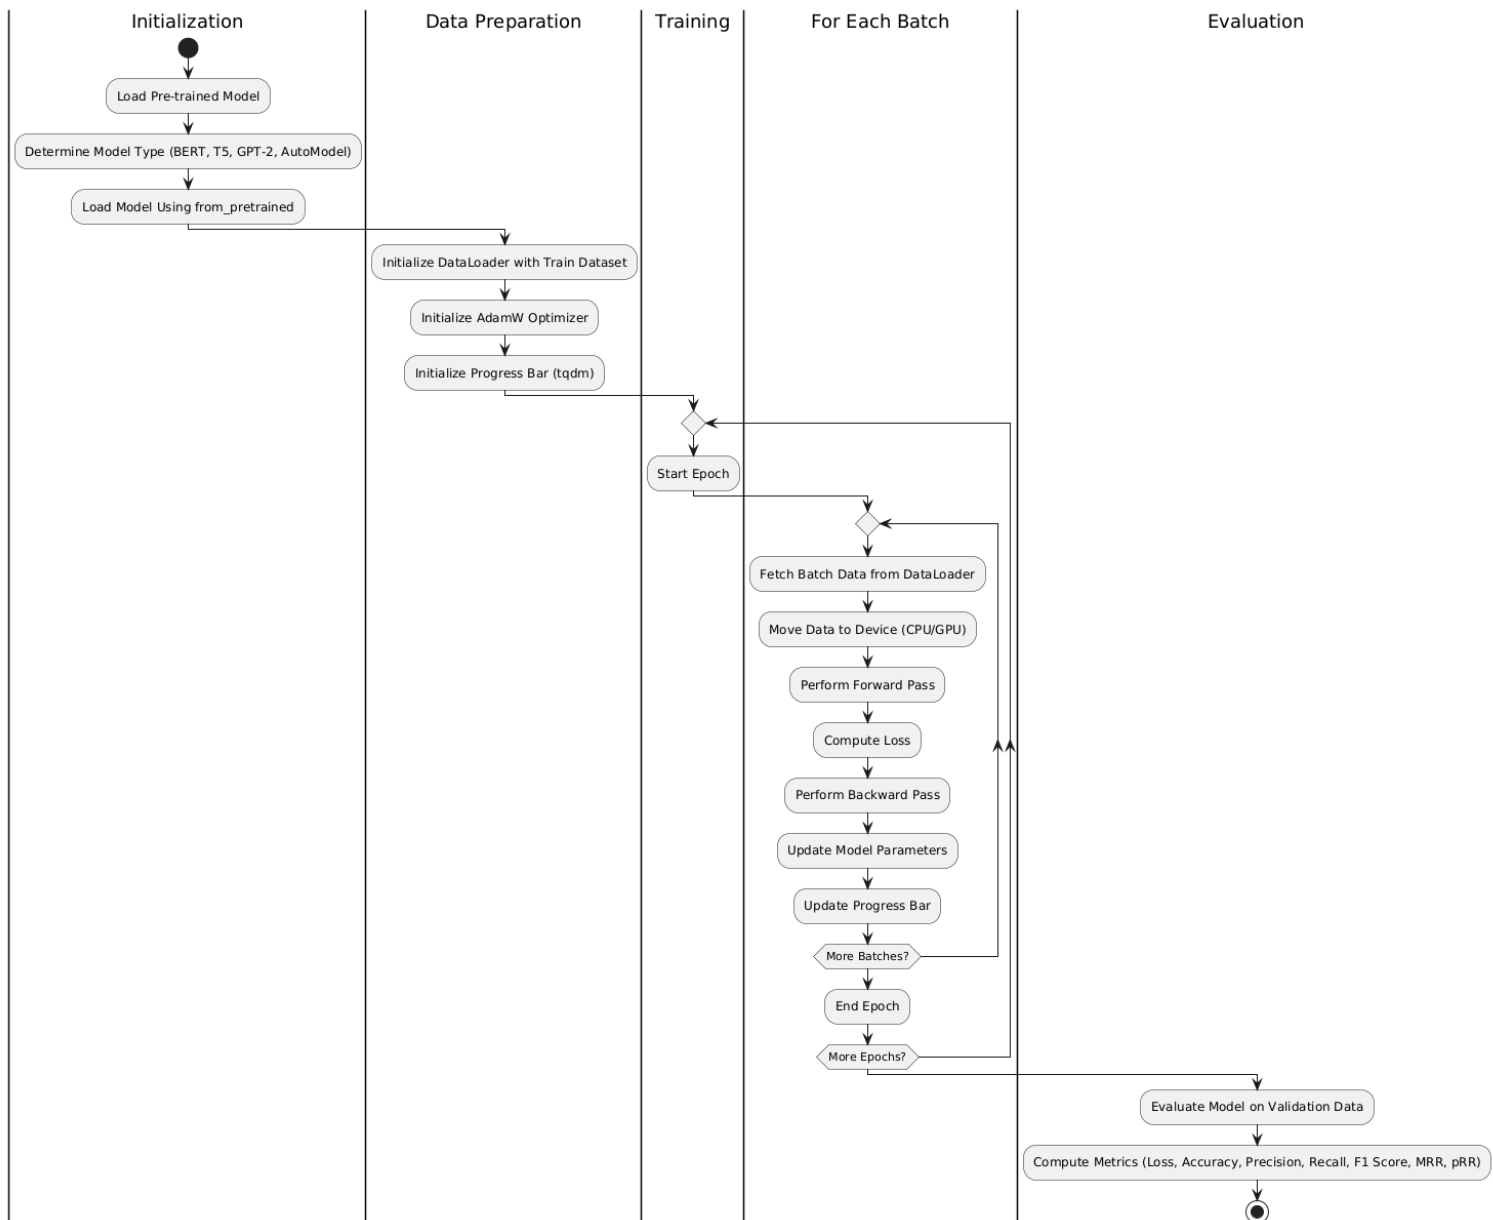 Initialization
Data Preparation
Training
For Each Batch
Evaluation
Load Pre-trained Model
Determine Model Type (BERT, T5, GPT-2, AutoModel)
Load Model Using from_pretrained
Initialize DataLoader with Train Dataset
Initialize AdamW Optimizer
Initialize Progress Bar (tqdm)
Start Epoch
Fetch Batch Data from DataLoader
Move Data to Device (CPU/GPU)
Perform Forward Pass
Compute Loss
Perform Backward Pass
Update Model Parameters
Update Progress Bar
More Batches?
End Epoch
More Epochs?
Evaluate Model on Validation Data
Compute Metrics (Loss, Accuracy, Precision, Recall, F1 Score, MRR, pRR)